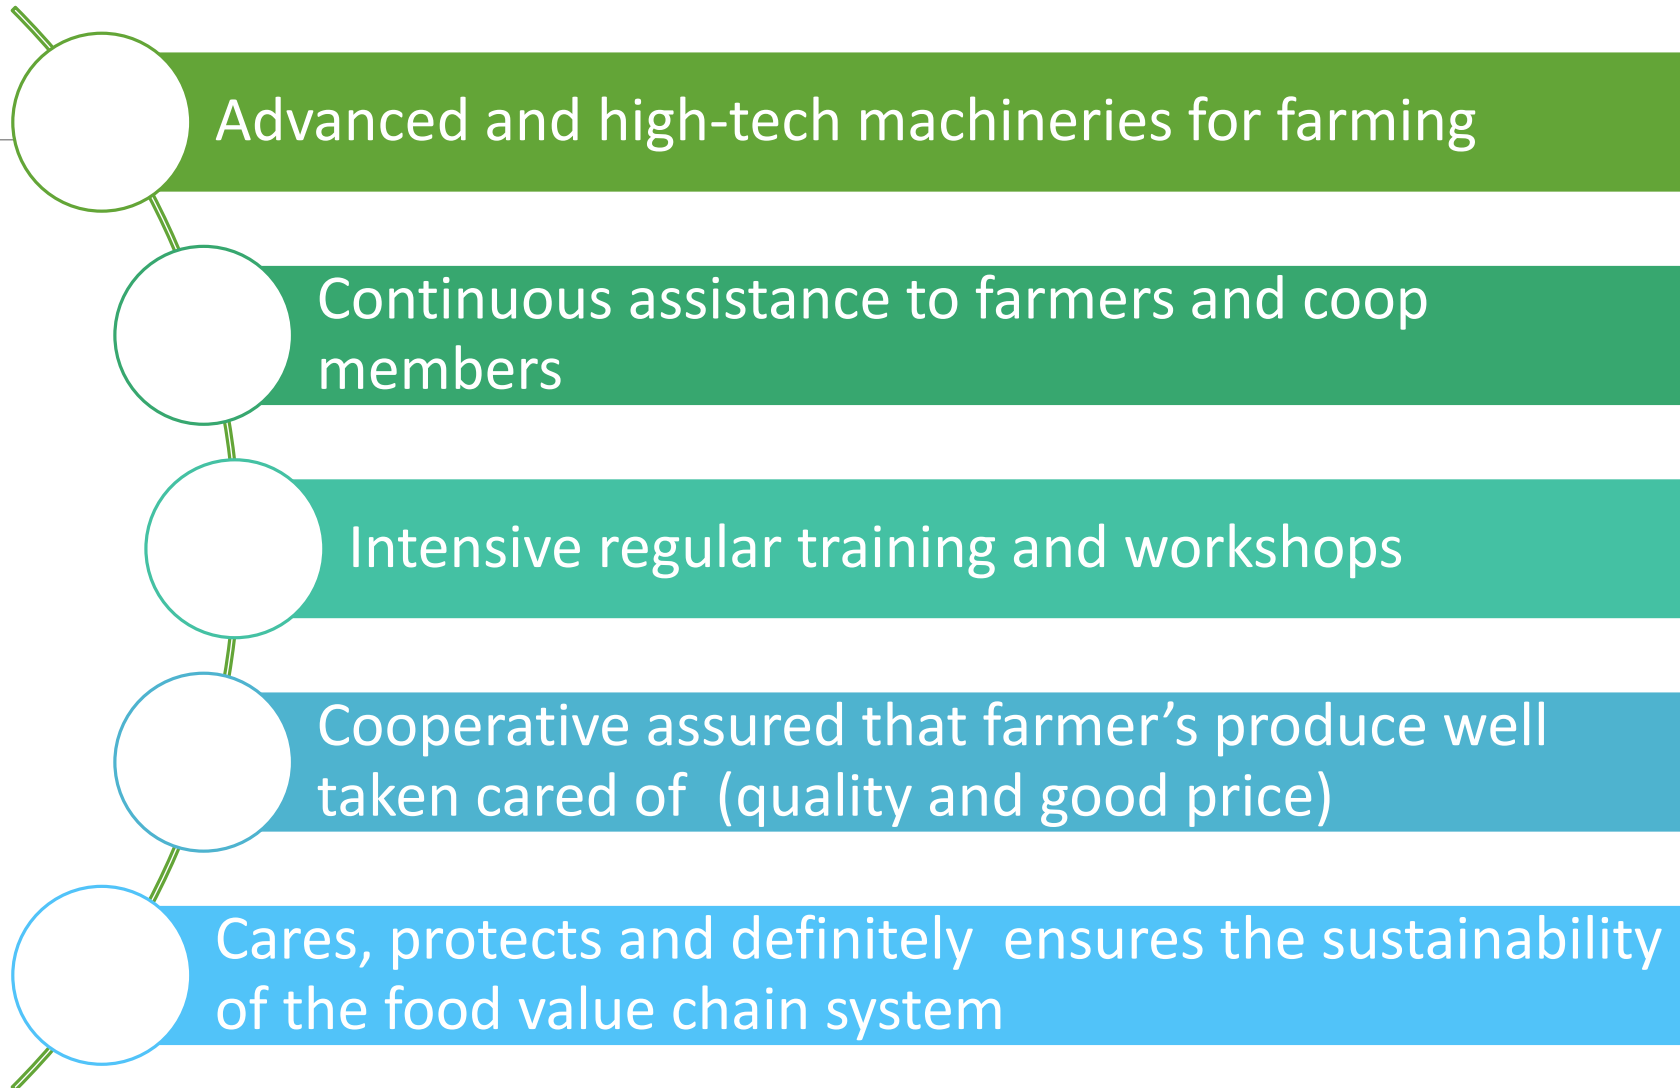 Advanced and high-tech machineries for farming
Continuous assistance to farmers and coop
members
Intensive regular training and workshops
Cooperative assured that farmer’s produce well
taken cared of  (quality and good price)
Cares, protects and definitely  ensures the sustainability
of the food value chain system